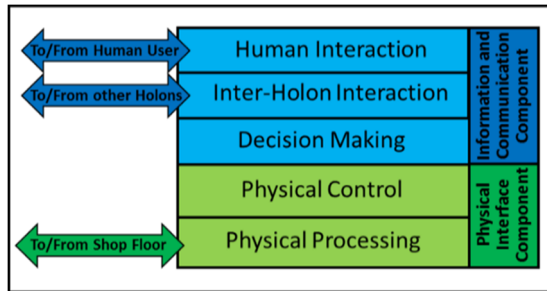 To/From Human User
Human Interaction
To/From other Holons
Inter-Holon Interaction
Decision Making
Information and
Communication
Component
Physical Control
To/From Shop Floor
Physical Processing
Physical
Interface
Component